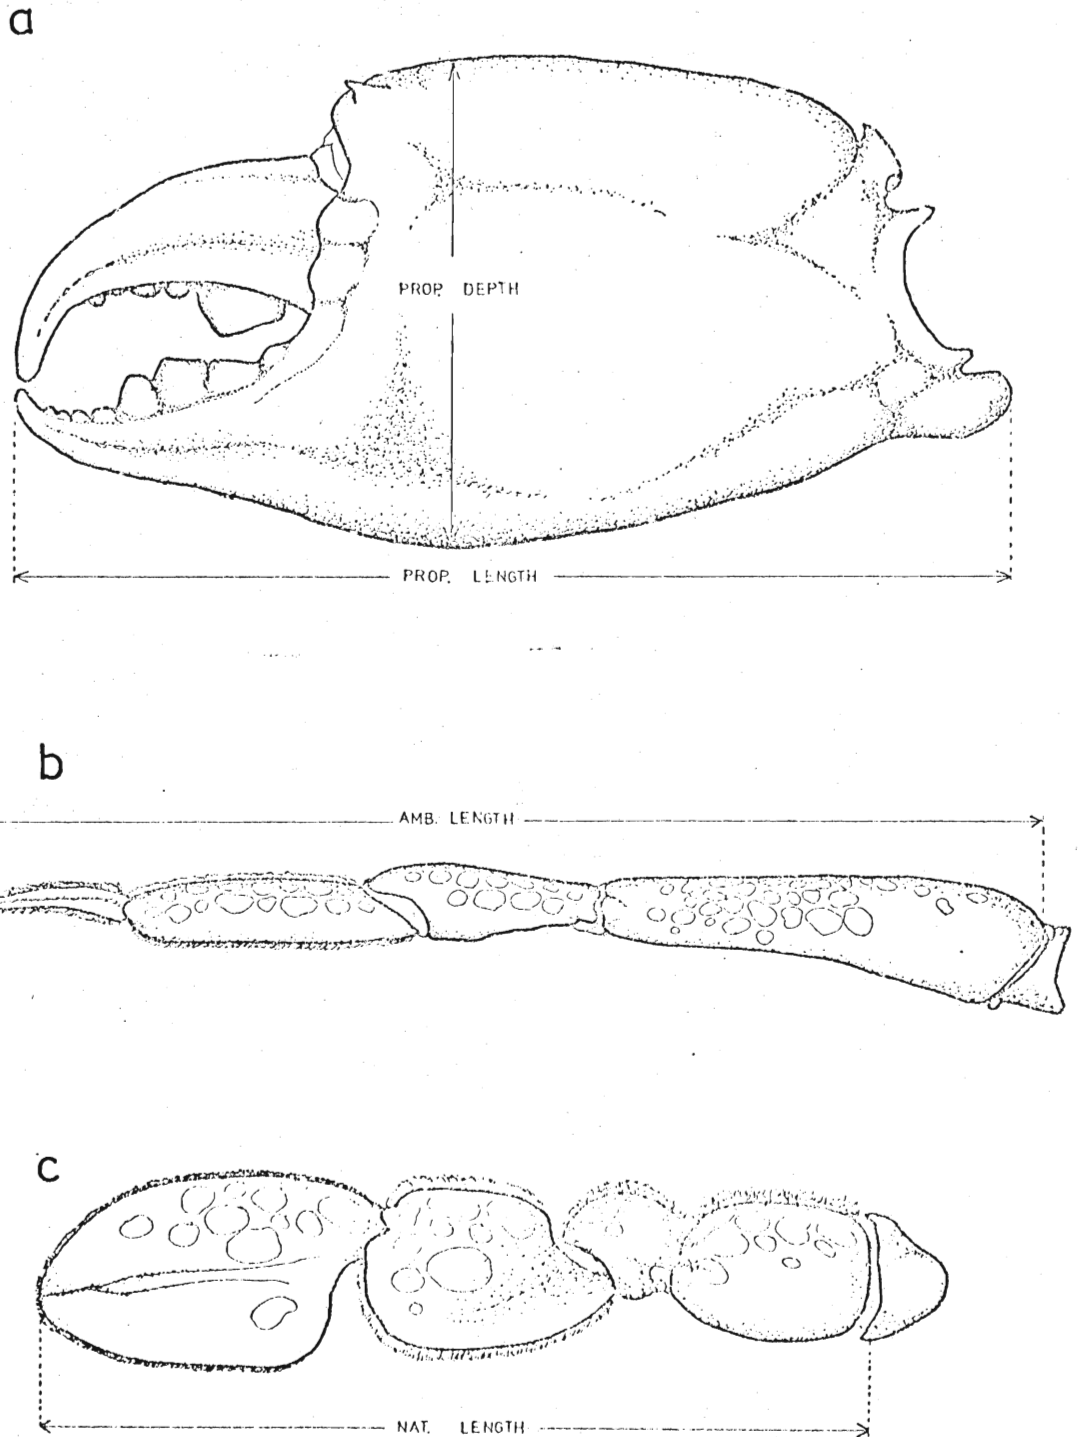 a
PROP. DEPTH
PROP. LENGTH
b
AMB. LENGTH
c
NAT. LENGTH